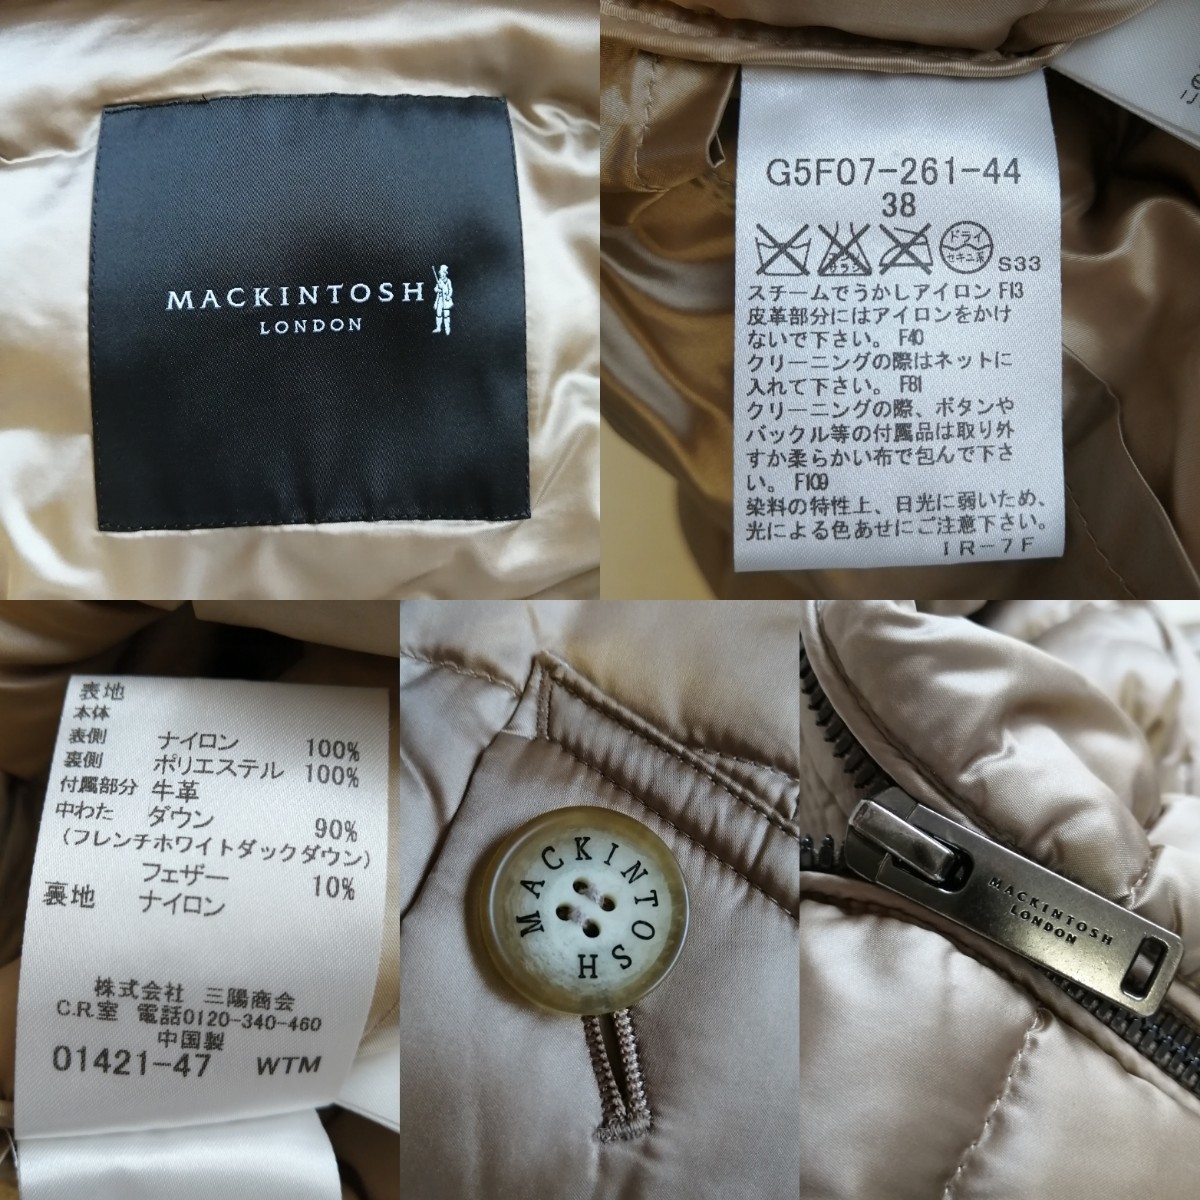 MACKINTOSH
LONDON
G5F07-261-44
38
ドライ
セキユ系
S33
スチームでうかしアイロン F13
皮革部分にはアイロンをかけ
ないで下さい。 F40
クリーニングの際はネットに
入れて下さい。 F81
クリーニングの際、ボタンや
バックル等の付属品は取り外
すか柔らかい布で包んで下さ
い。 F109
染料の特性上、日光に弱いため、
光による色あせにご注意下さい。
IR-7F
表地
本体
表側 ナイロン 100%
裏側 ポリエステル 100%
付属部分 牛革
中わた ダウン 90%
(フレンチホワイトダックダウン)
フェザー 10%
裏地 ナイロン
株式会社 三陽商会
C.R.室 電話0120-340-460
中国製
01421-47 WTM
MACKINTOSH
MACKINTOSH
LONDON